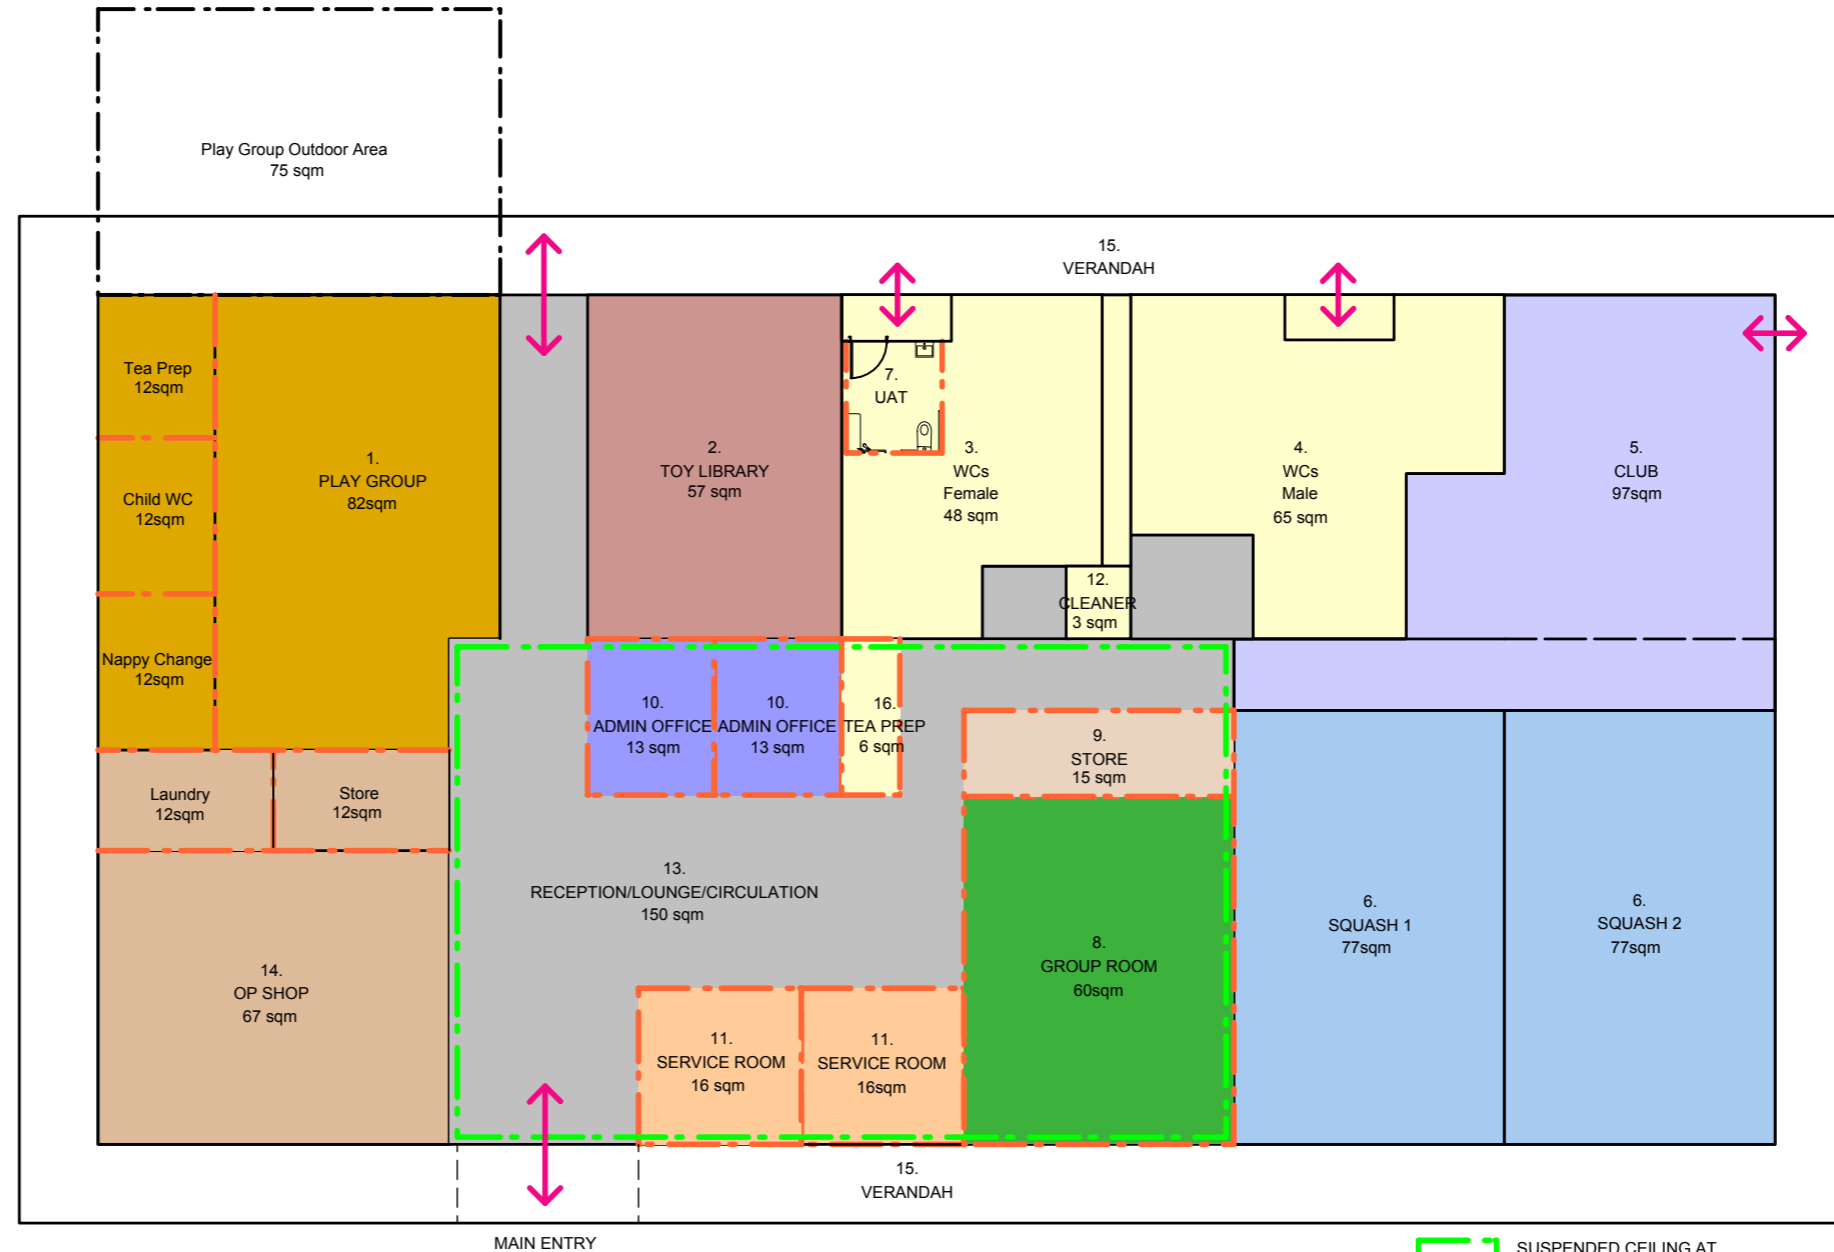 Play Group Outdoor Area
75 sqm
15.
VERANDAH
Tea Prep
12sqm
Child WC
12sqm
Nappy Change
12sqm
1.
PLAY GROUP
82sqm
2.
TOY LIBRARY
57 sqm
7.
UAT
3.
WCs
Female
48 sqm
4.
WCs
Male
65 sqm
5.
CLUB
97sqm
12.
CLEANER
3 sqm
10.
ADMIN OFFICE
13 sqm
10.
ADMIN OFFICE
13 sqm
16.
TEA PREP
6 sqm
9.
STORE
15 sqm
Laundry
12sqm
Store
12sqm
13.
RECEPTION/LOUNGE/CIRCULATION
150 sqm
14.
OP SHOP
67 sqm
11.
SERVICE ROOM
16 sqm
11.
SERVICE ROOM
16sqm
8.
GROUP ROOM
60sqm
6.
SQUASH 1
77sqm
6.
SQUASH 2
77sqm
15.
VERANDAH
MAIN ENTRY
SUSPENDED CEILING AT